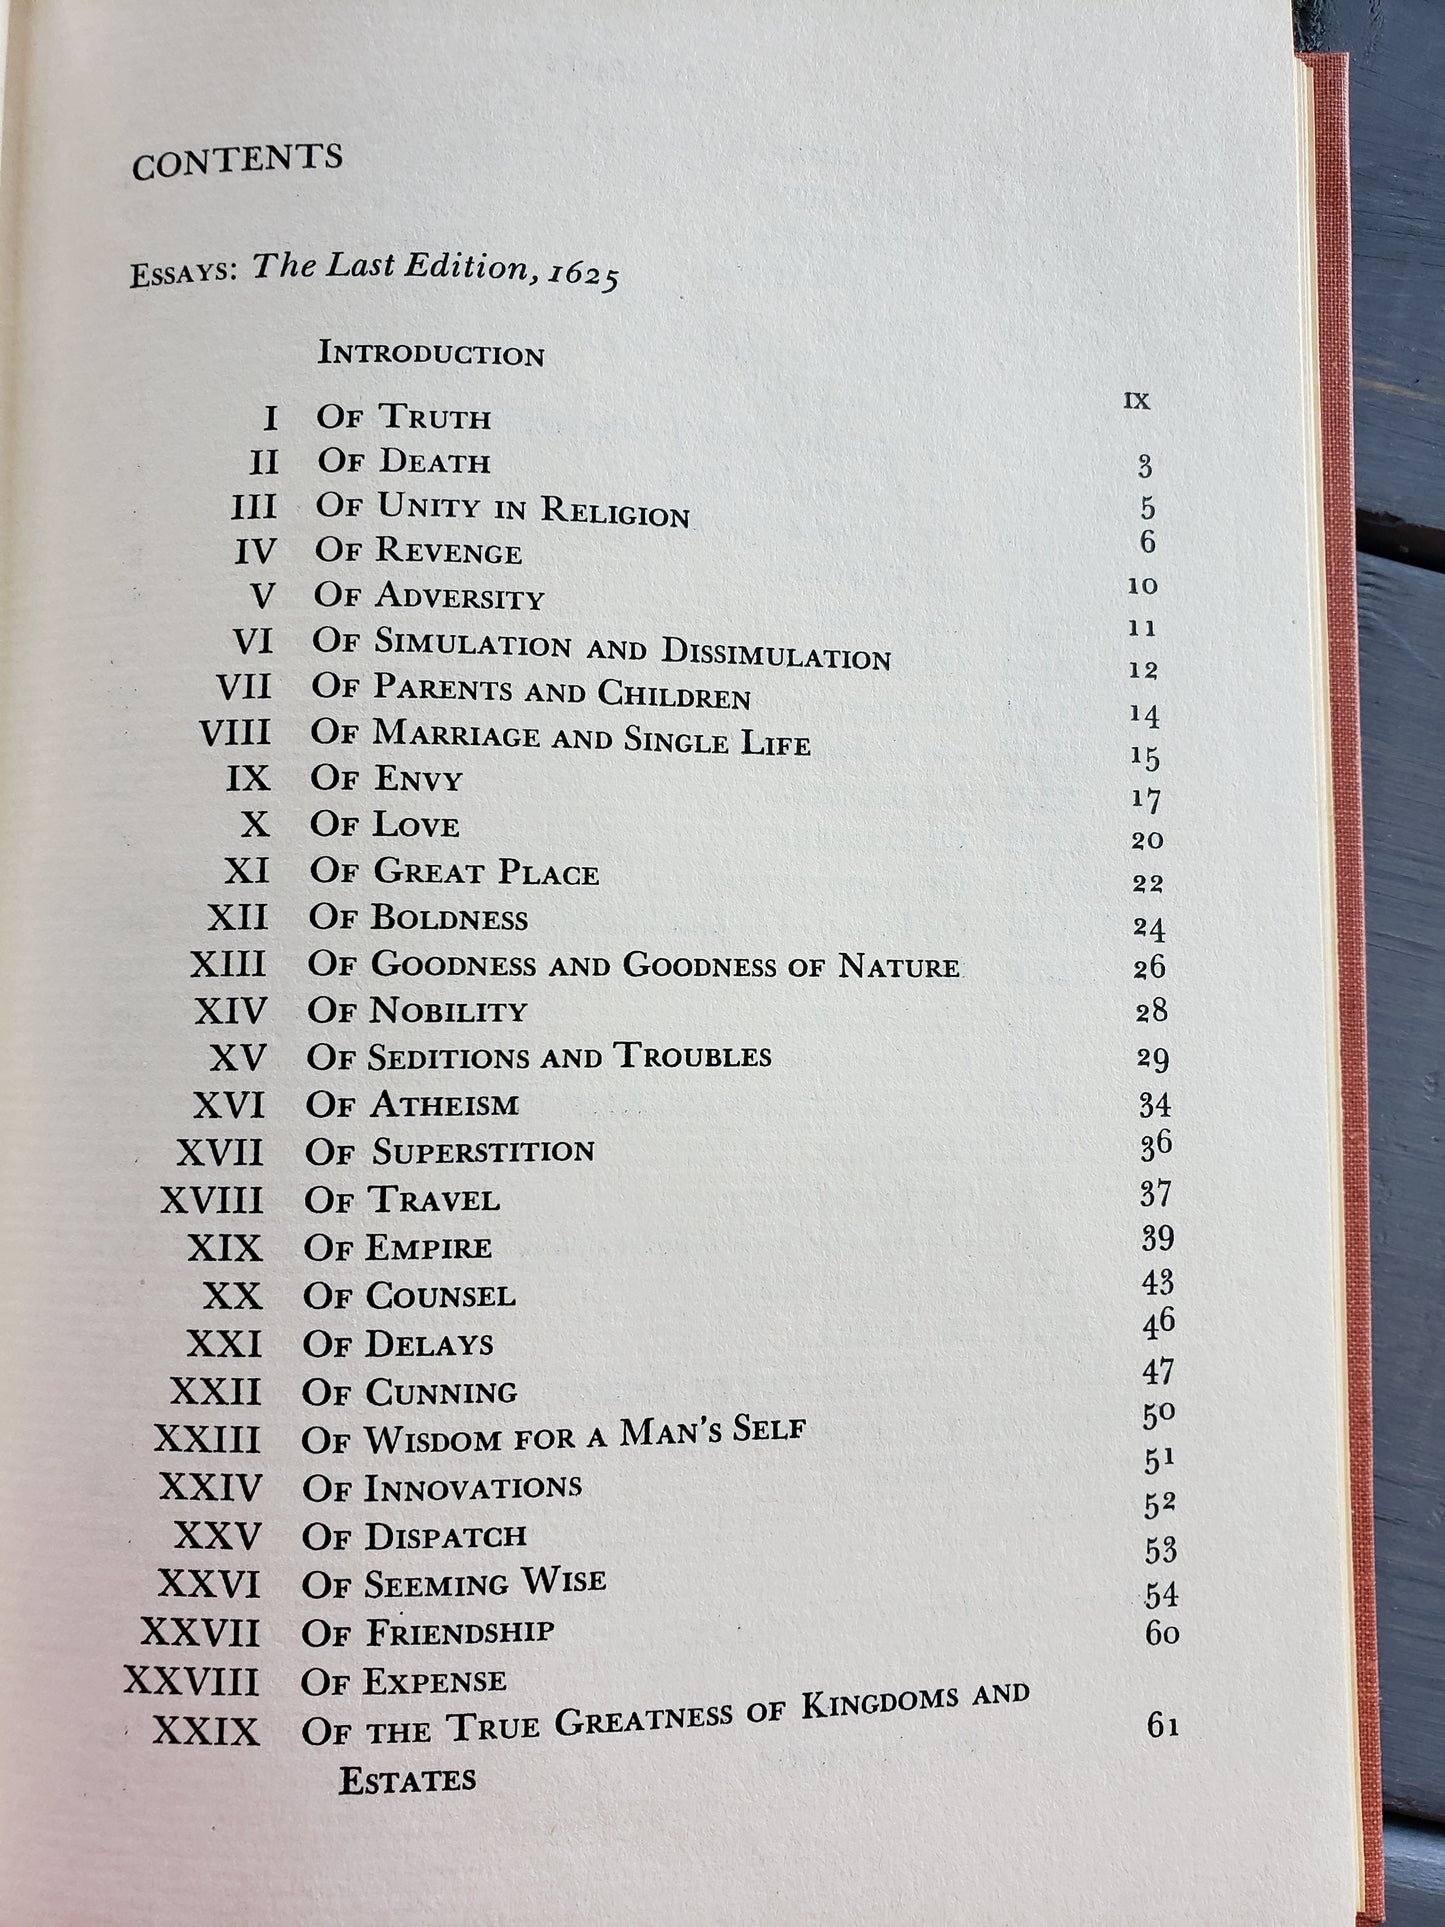 CONTENTS
ESSAYS: The Last Edition, 1625
INTRODUCTION IX
I OF TRUTH 3
II OF DEATH 5
III OF UNITY IN RELIGION 6
IV OF REVENGE 10
V OF ADVERSITY 11
VI OF SIMULATION AND DISSIMULATION 12
VII OF PARENTS AND CHILDREN 14
VIII OF MARRIAGE AND SINGLE LIFE 15
IX OF ENVY 17
X OF LOVE 20
XI OF GREAT PLACE 22
XII OF BOLDNESS 24
XIII OF GOODNESS AND GOODNESS OF NATURE 26
XIV OF NOBILITY 28
XV OF SEDITIONS AND TROUBLES 29
XVI OF ATHEISM 34
XVII OF SUPERSTITION 36
XVIII OF TRAVEL 37
XIX OF EMPIRE 39
XX OF COUNSEL 43
XXI OF DELAYS 46
XXII OF CUNNING 47
XXIII OF WISDOM FOR A MAN'S SELF 50
XXIV OF INNOVATIONS 51
XXV OF DISPATCH 52
XXVI OF SEEMING WISE 53
XXVII OF FRIENDSHIP 54
XXVIII OF EXPENSE 60
XXIX OF THE TRUE GREATNESS OF KINGDOMS AND
ESTATES 61